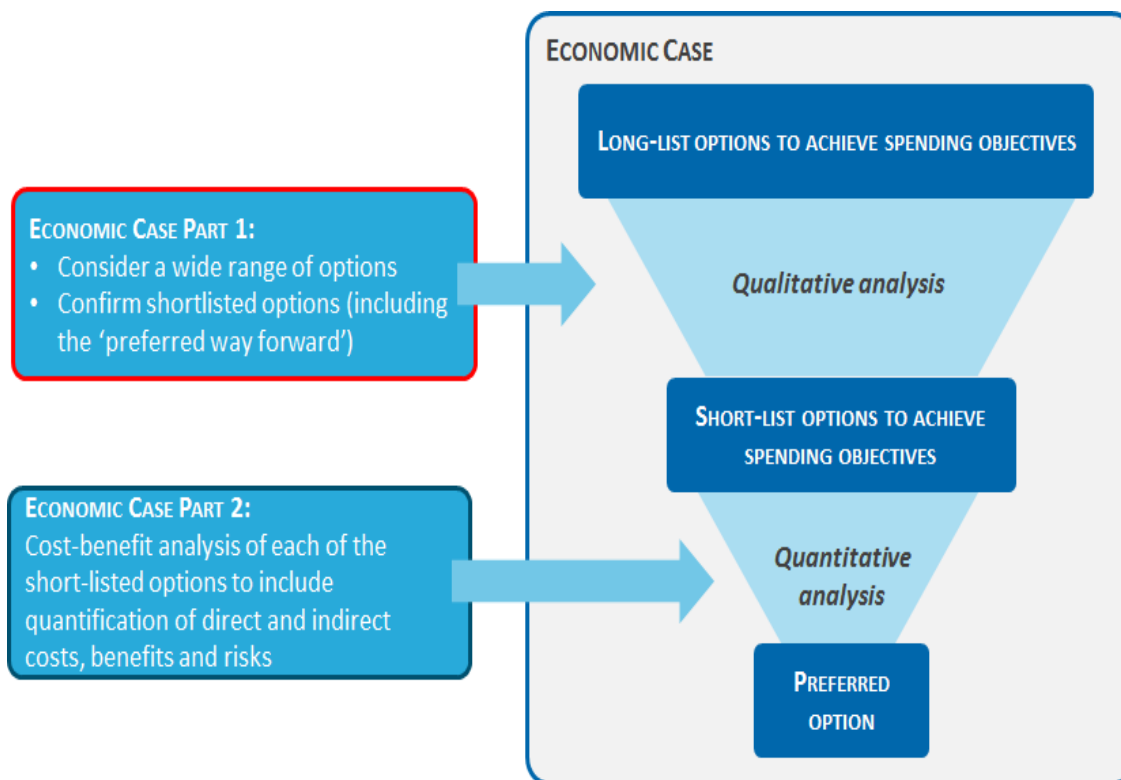 ECONOMIC CASE
LONG-LIST OPTIONS TO ACHIEVE SPENDING OBJECTIVES
ECONOMIC CASE PART 1:
• Consider a wide range of options
• Confirm shortlisted options (including
the ‘preferred way forward’)
Qualitative analysis
SHORT-LIST OPTIONS TO ACHIEVE
SPENDING OBJECTIVES
ECONOMIC CASE PART 2:
Cost-benefit analysis of each of the
short-listed options to include
quantification of direct and indirect
costs, benefits and risks
Quantitative
analysis
PREFERRED
OPTION